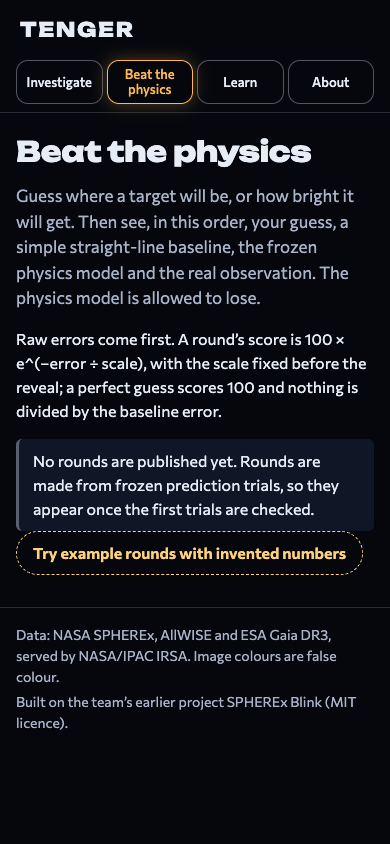 TENGER
Investigate
Beat the
physics
Learn
About
Beat the physics
Guess where a target will be, or how bright it
will get. Then see, in this order, your guess, a
simple straight-line baseline, the frozen
physics model and the real observation. The
physics model is allowed to lose.
Raw errors come first. A round’s score is 100 ×
e^(−error ÷ scale), with the scale fixed before the
reveal; a perfect guess scores 100 and nothing is
divided by the baseline error.
No rounds are published yet. Rounds are
made from frozen prediction trials, so they
appear once the first trials are checked.
Try example rounds with invented numbers
Data: NASA SPHEREx, AllWISE and ESA Gaia DR3,
served by NASA/IPAC IRSA. Image colours are false
colour.
Built on the team’s earlier project SPHEREx Blink (MIT
licence).